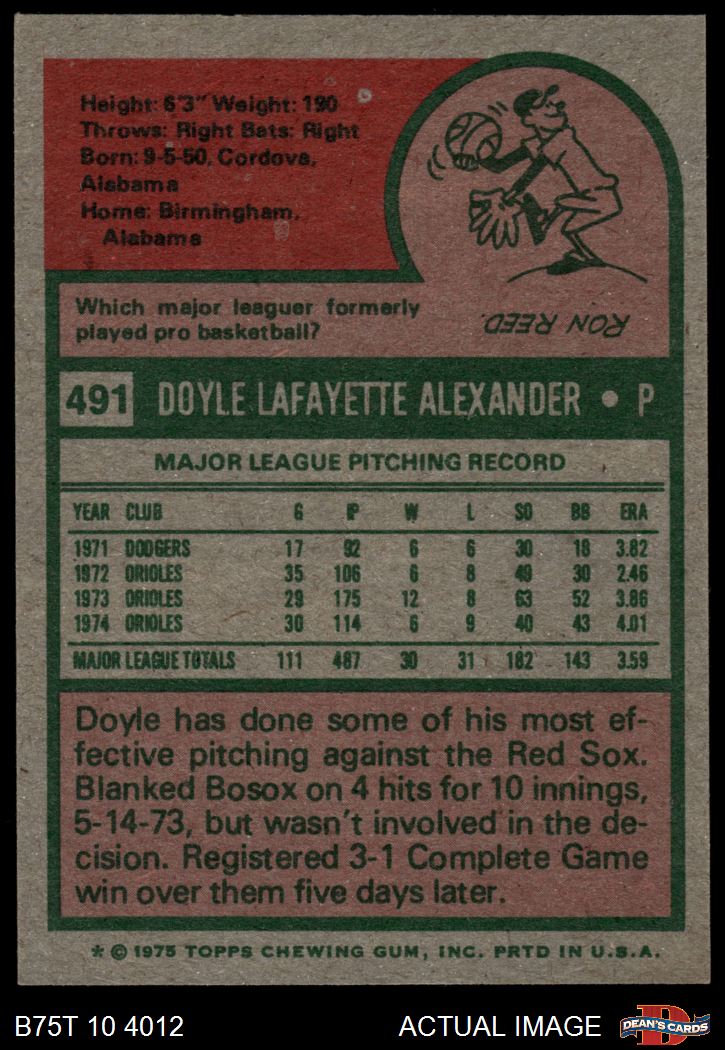 Height: 6'3" Weight: 190
Throws: Right Bats: Right
Born: 9-5-50, Cordova,
Alabama
Home: Birmingham,
Alabama
Which major leaguer formerly
played pro basketball?
RON REED.
491 DOYLE LAFAYETTE ALEXANDER • P
MAJOR LEAGUE PITCHING RECORD
YEAR CLUB G IP W L SO BB ERA
1971 DODGERS 17 92 6 6 30 18 3.82
1972 ORIOLES 35 106 6 8 49 30 2.46
1973 ORIOLES 29 175 12 8 63 52 3.86
1974 ORIOLES 30 114 6 9 40 43 4.01
MAJOR LEAGUE TOTALS 111 487 30 31 182 143 3.59
Doyle has done some of his most ef-
fective pitching against the Red Sox.
Blanked Bosox on 4 hits for 10 innings,
5-14-73, but wasn't involved in the de-
cision. Registered 3-1 Complete Game
win over them five days later.
* © 1975 TOPPS CHEWING GUM, INC. PRTD IN U.S.A.
B75T 10 4012 ACTUAL IMAGE D DEAN'S CARDS